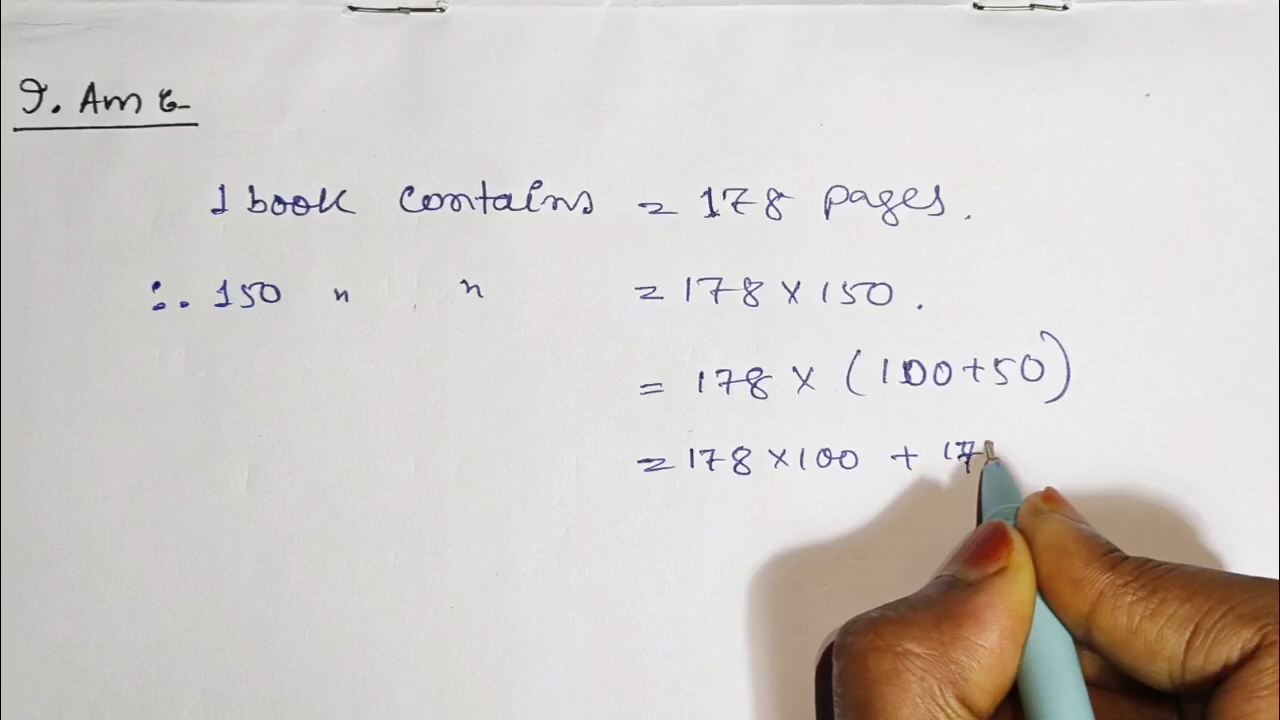 9. Ans
1 book contains = 178 pages.
∴ 150 " " = 178 × 150.
= 178 × (100+50)
= 178 × 100 + 17